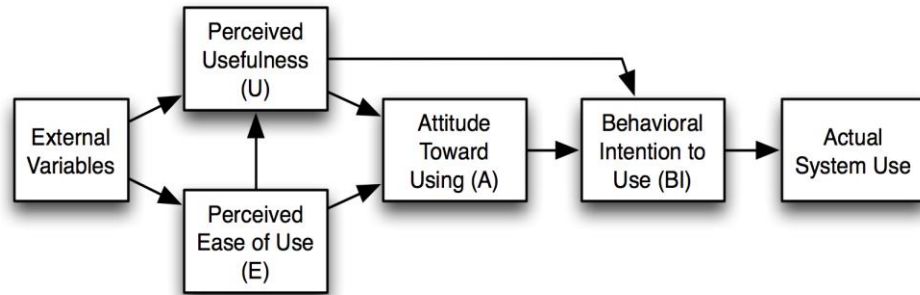 Perceived
Usefulness
(U)
External
Variables
Perceived
Ease of Use
(E)
Attitude
Toward
Using (A)
Behavioral
Intention to
Use (BI)
Actual
System Use